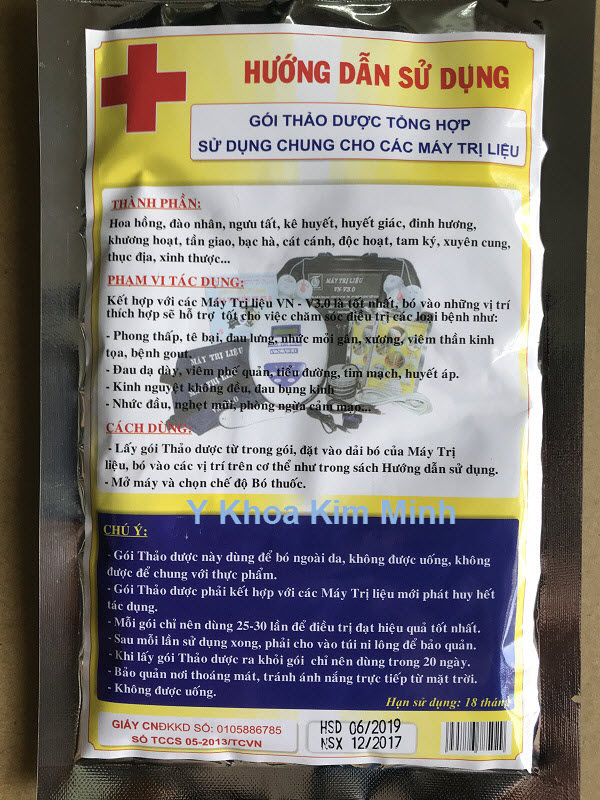 HƯỚNG DẪN SỬ DỤNG
GÓI THẢO DƯỢC TỔNG HỢP
SỬ DỤNG CHUNG CHO CÁC MÁY TRỊ LIỆU
THÀNH PHẦN:
Hoa hồng, đào nhân, ngưu tất, kê huyết, huyết giác, đinh hương,
khương hoạt, tần giao, bạc hà, cát cánh, độc hoạt, tam ký, xuyên cung,
thục địa, xinh thược...
PHẠM VI TÁC DỤNG:
MÁY TRỊ LIỆU
VN-V3.0
Kết hợp với các Máy Trị liệu VN - V3.0 là tốt nhất, bó vào những vị trí
thích hợp sẽ hỗ trợ tốt cho việc chăm sóc điều trị các loại bệnh như:
- Phong thấp, tê bại, đau lưng, nhức mỏi gân, xương, viêm thần kinh
tọa, bệnh gout.
MÁY TRỊ LIỆU
- Đau dạ dày, viêm phế quản, tiểu đường, tim mạch, huyết áp.
- Kinh nguyệt không đều, đau bụng kinh
- Nhức đầu, nghẹt mũi, phòng ngừa cảm mạo...
CÁCH DÙNG:
- Lấy gói Thảo dược từ trong gói, đặt vào dải bó của Máy Trị
liệu, bó vào các vị trí trên cơ thể như trong sách Hướng dẫn sử dụng.
- Mở máy và chọn chế độ Bó thuốc.
Y Khoa Kim Minh
CHÚ Ý:
- Gói Thảo dược này dùng để bó ngoài da, không được uống, không
được để chung với thực phẩm.
- Gói Thảo dược phải kết hợp với các Máy Trị liệu mới phát huy hết
tác dụng.
- Mỗi gói chỉ nên dùng 25-30 lần để điều trị đạt hiệu quả tốt nhất.
- Sau mỗi lần sử dụng xong, phải cho vào túi ni lông để bảo quản.
- Khi lấy gói Thảo dược ra khỏi gói chỉ nên dùng trong 20 ngày.
- Bảo quản nơi thoáng mát, tránh ánh nắng trực tiếp từ mặt trời.
- Không được uống.
Hạn sử dụng: 18 tháng
GIẤY CNĐKKD SỐ: 0105886785
SỐ TCCS 05-2013/TCVN
HSD 06/2019
NSX 12/2017